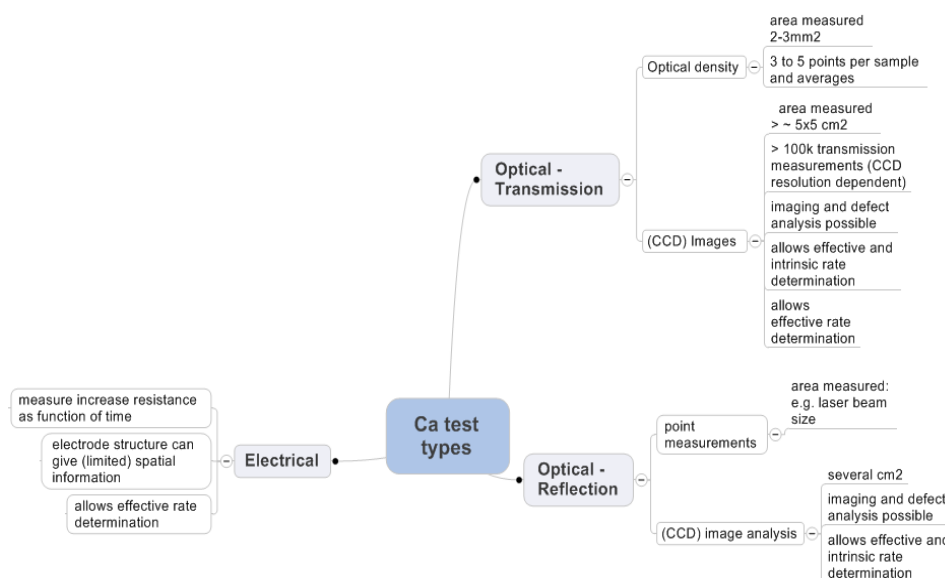 Ca test
types
Optical -
Transmission
Optical density
area measured
2-3mm2
3 to 5 points per sample
and averages
(CCD) Images
area measured
> ~ 5x5 cm2
> 100k transmission
measurements (CCD
resolution dependent)
imaging and defect
analysis possible
allows effective and
intrinsic rate
determination
allows
effective rate
determination
Optical -
Reflection
point
measurements
area measured:
e.g. laser beam
size
(CCD) image analysis
several cm2
imaging and defect
analysis possible
allows effective and
intrinsic rate
determination
Electrical
measure increase resistance
as function of time
electrode structure can
give (limited) spatial
information
allows effective rate
determination